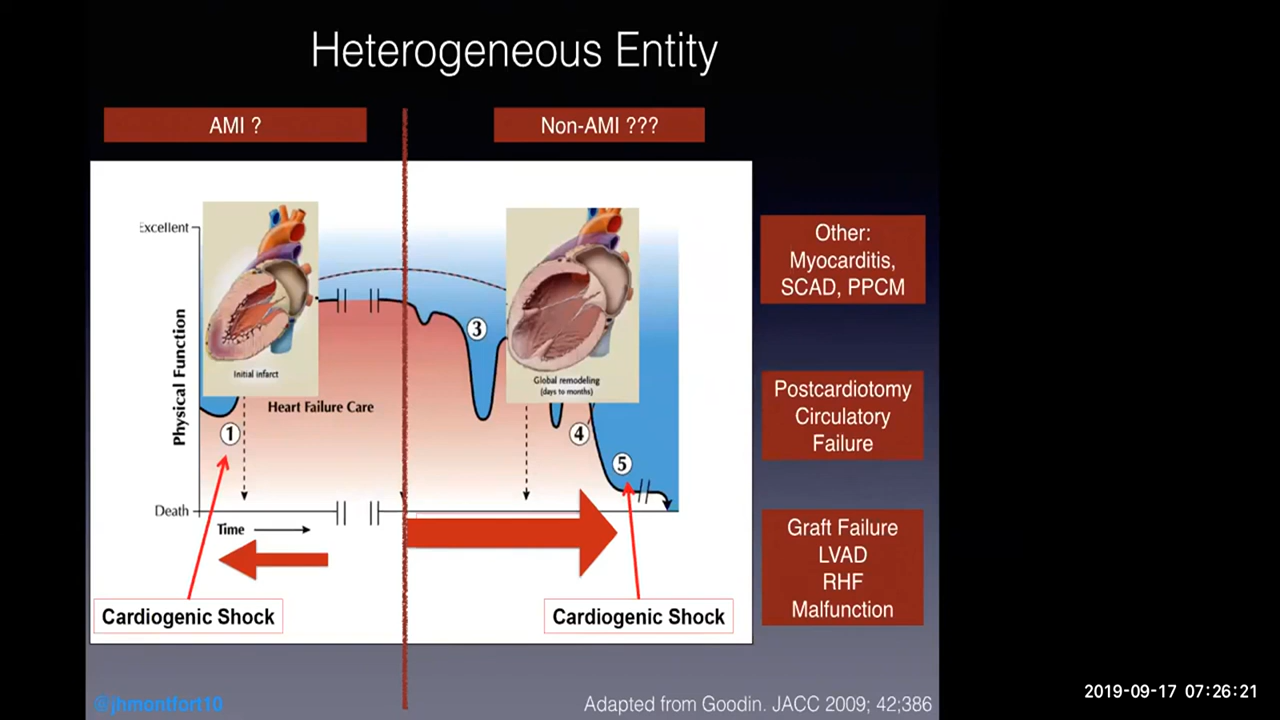 Heterogeneous Entity
AMI ?
Non-AMI ???
Excellent
Physical Function
Death
Initial infarct
Heart Failure Care
1
3
Global remodeling
(days to months)
4
5
Time
Cardiogenic Shock
Cardiogenic Shock
Other:
Myocarditis,
SCAD, PPCM
Postcardiotomy
Circulatory
Failure
Graft Failure
LVAD
RHF
Malfunction
@jhmontfort10
Adapted from Goodin. JACC 2009; 42;386
2019-09-17 07:26:21